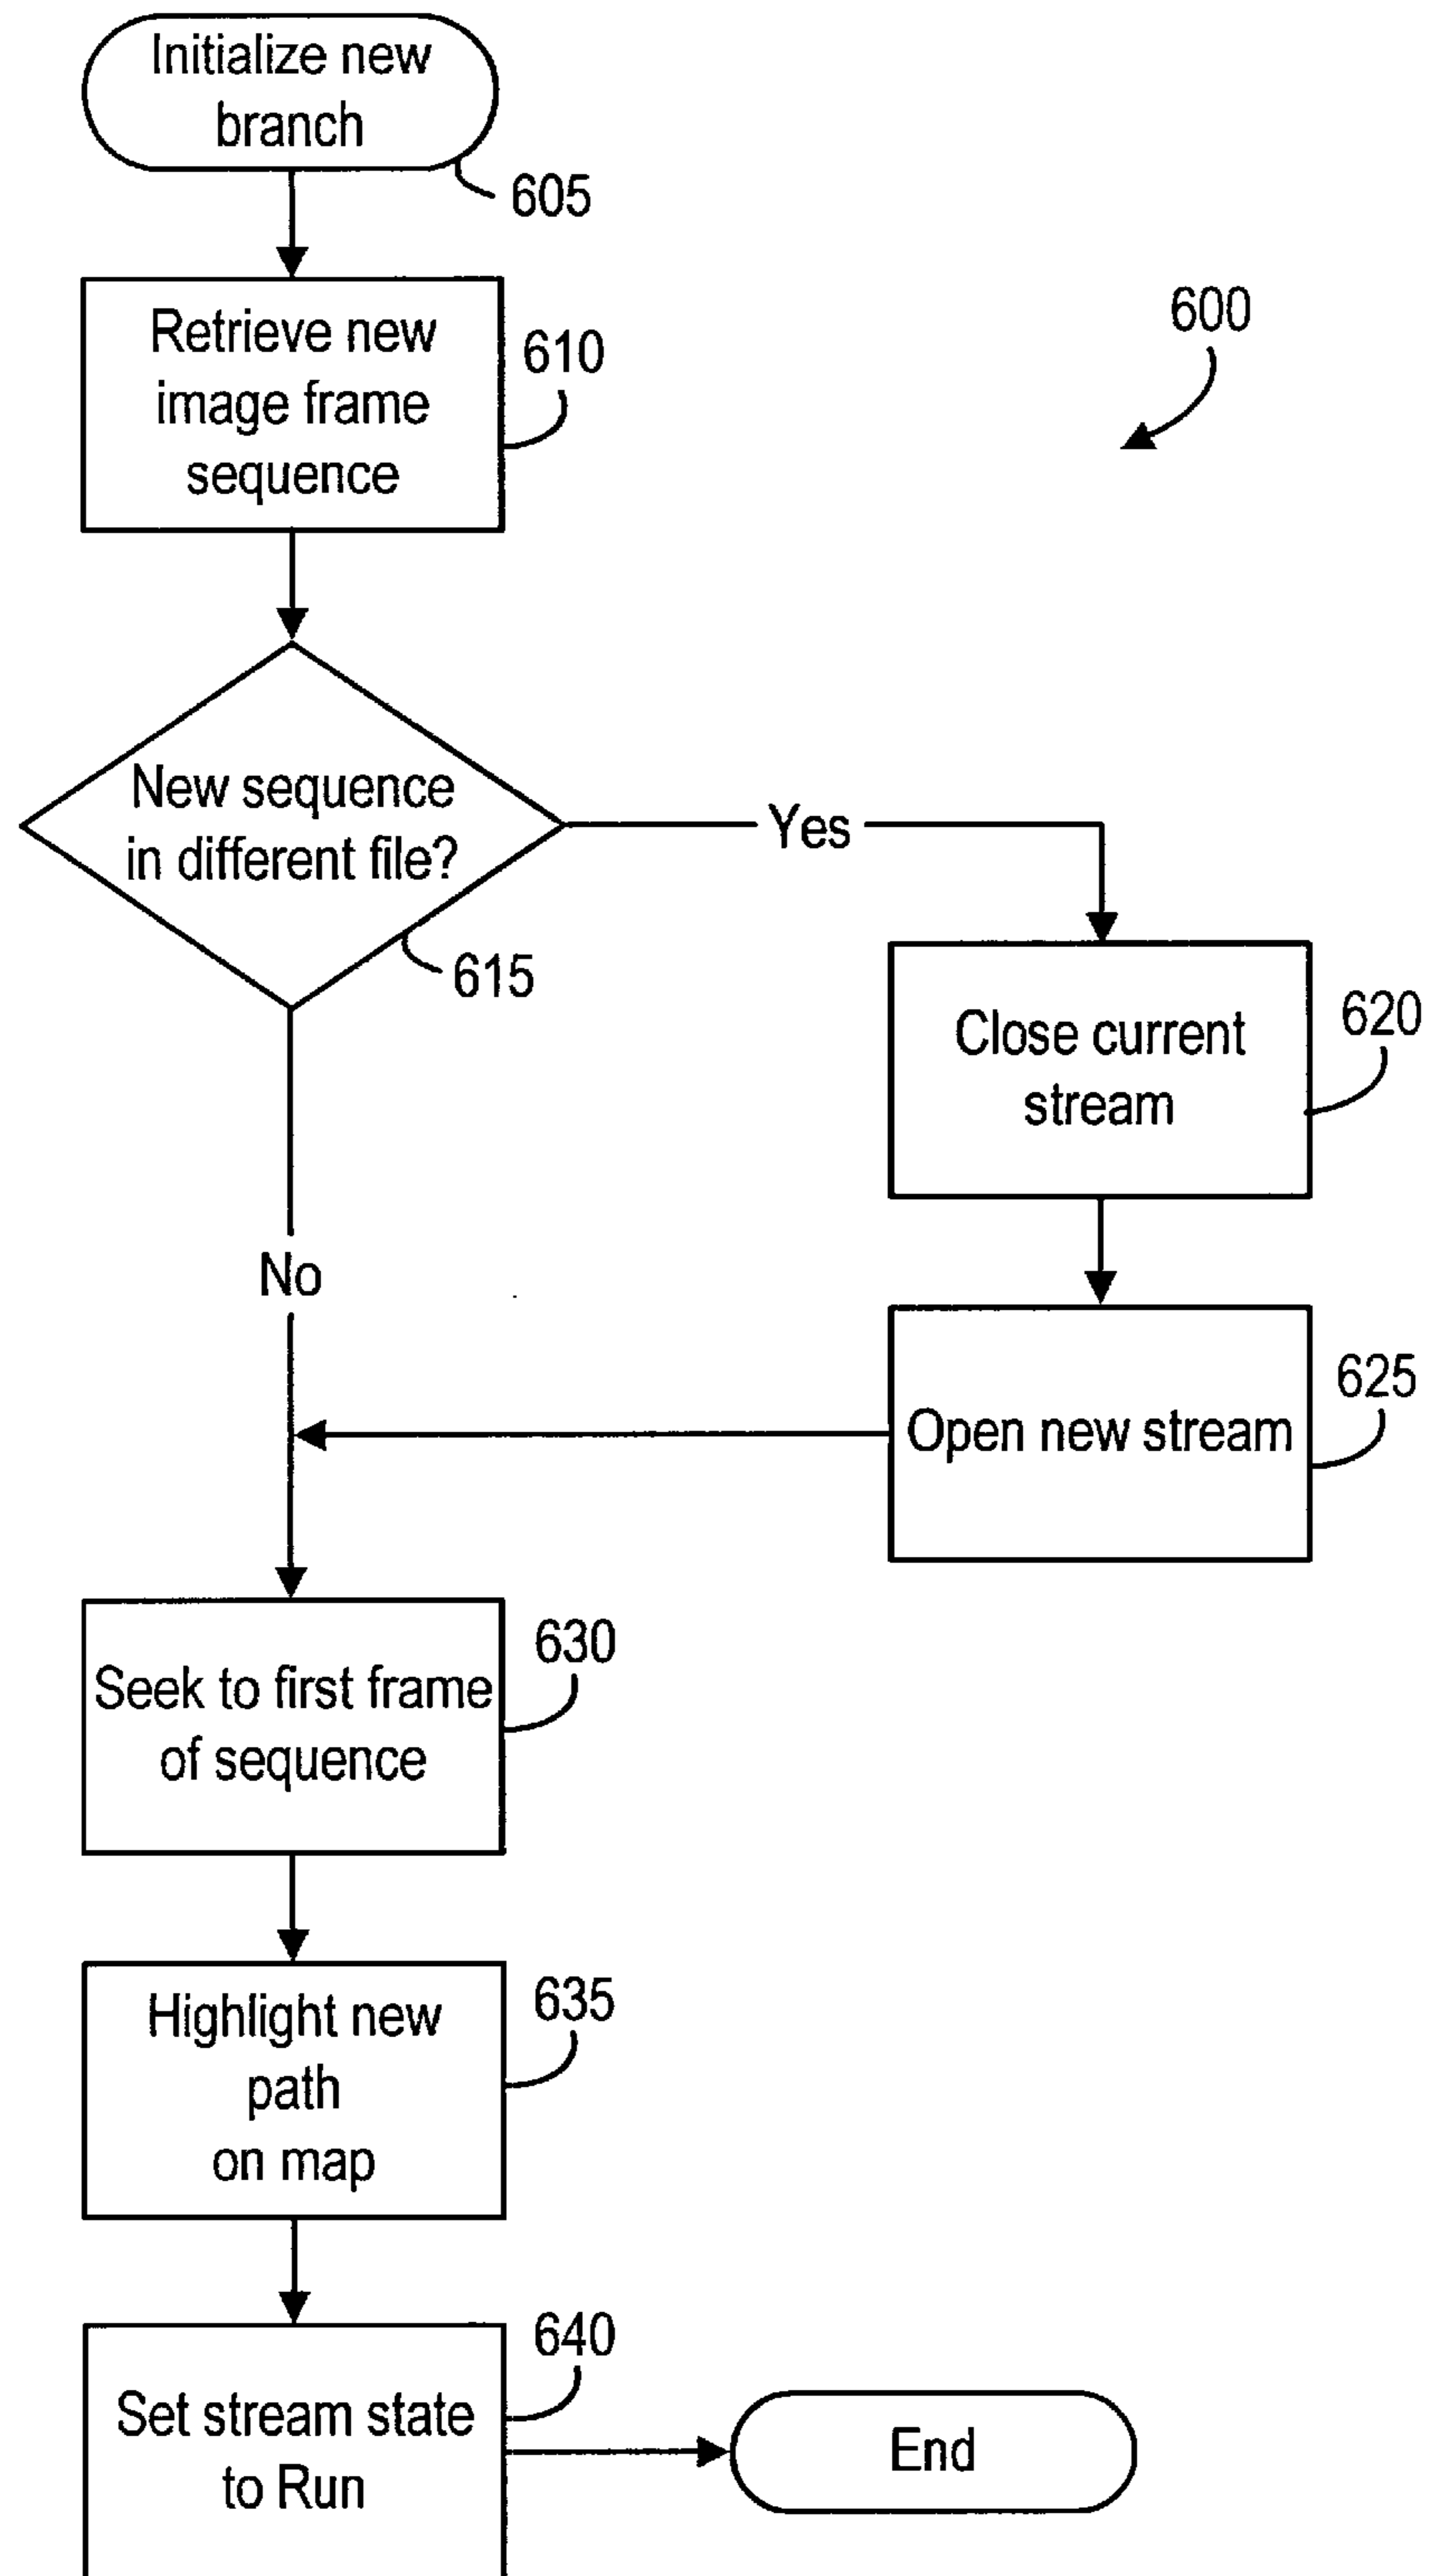 Initialize new
branch
605
Retrieve new
image frame
sequence
610
600
New sequence
in different file?
615
Yes
Close current
stream
620
No
Open new stream
625
Seek to first frame
of sequence
630
Highlight new
path
on map
635
Set stream state
to Run
640
End